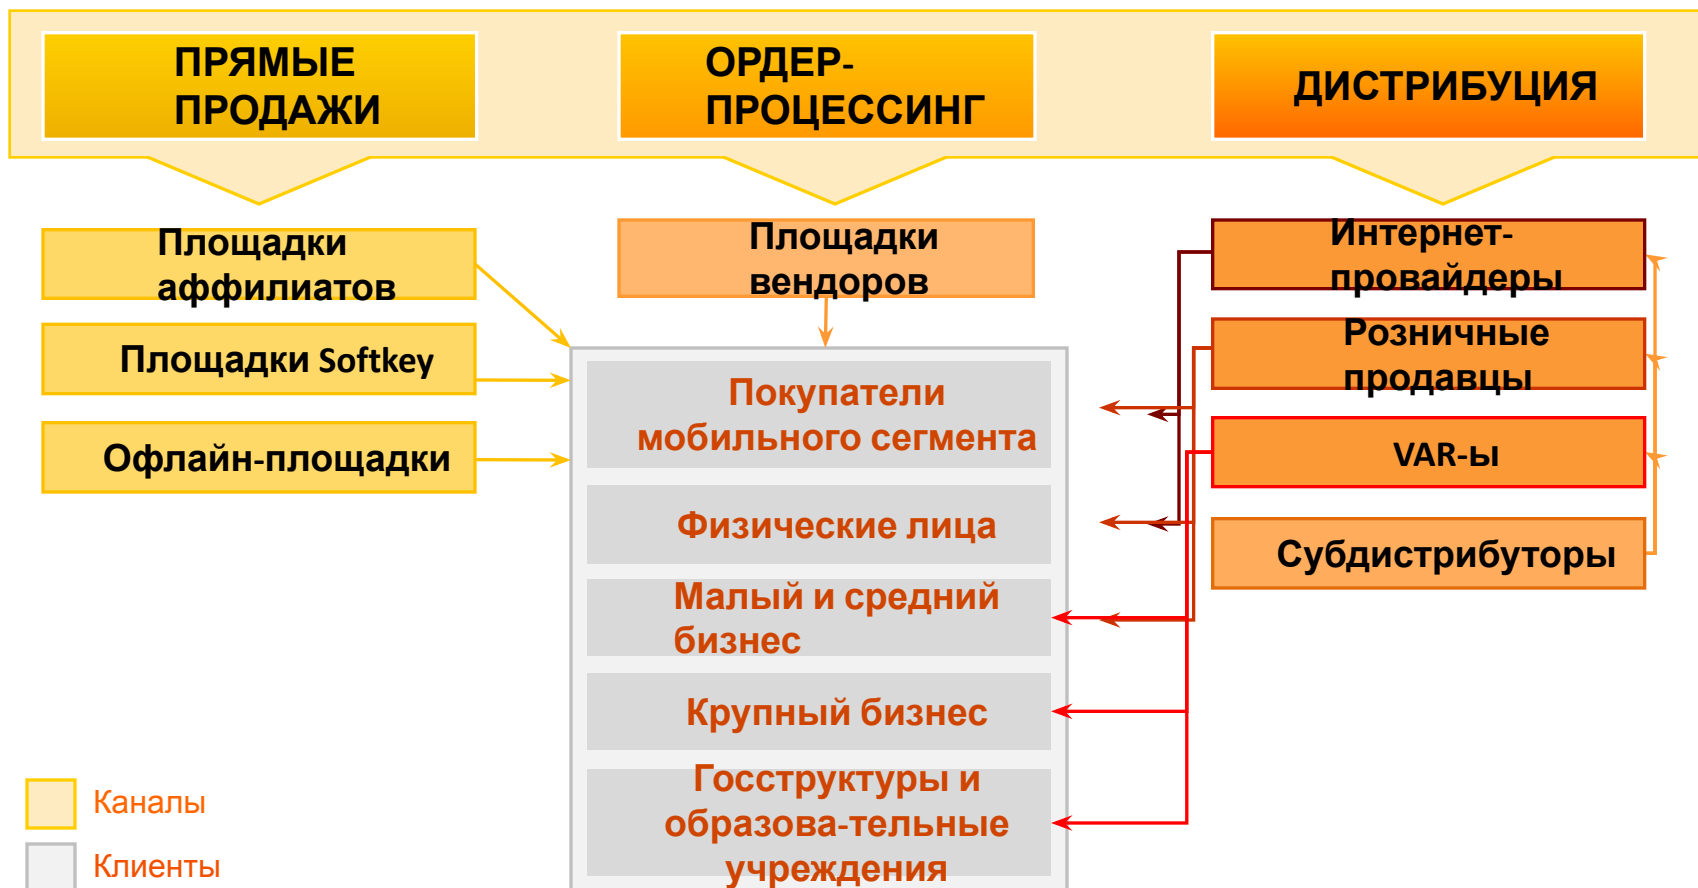 ПРЯМЫЕ
ПРОДАЖИ
ОРДЕР-
ПРОЦЕССИНГ
ДИСТРИБУЦИЯ
Площадки
аффилиатов
Площадки Softkey
Офлайн-площадки
Площадки
вендоров
Интернет-
провайдеры
Розничные
продавцы
VAR-ы
Субдистрибуторы
Покупатели
мобильного сегмента
Физические лица
Малый и средний
бизнес
Крупный бизнес
Госструктуры и
образова-тельные
учреждения
Каналы
Клиенты